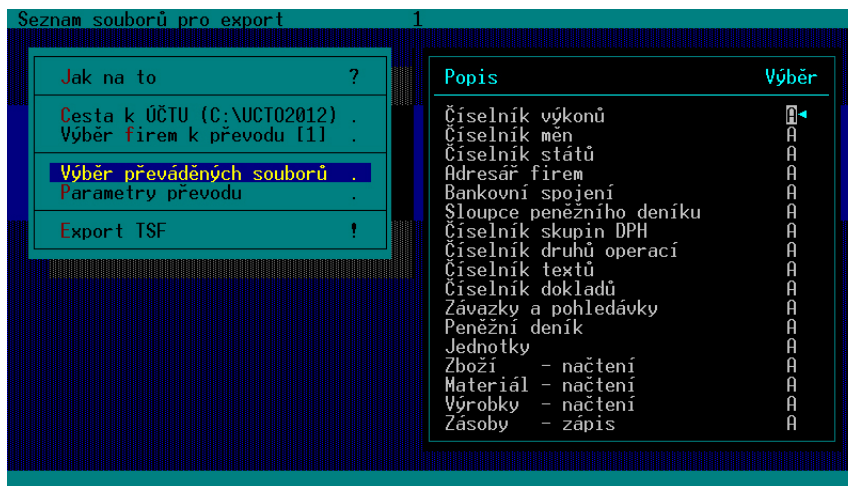 Seznam souborů pro export 1
Jak na to ?
Cesta k ÚČTU (C:\UCTO2012) .
Výběr firem k převodu [1] .
Výběr převáděných souborů .
Parametry převodu .
Export TSF !
Popis Výběr
Číselník výkonů A
Číselník měn A
Číselník států A
Adresář firem A
Bankovní spojení A
Sloupce peněžního deníku A
Číselník skupin DPH A
Číselník druhů operací A
Číselník textů A
Číselník dokladů A
Závazky a pohledávky A
Peněžní deník A
Jednotky A
Zboží - načtení A
Materiál - načtení A
Výrobky - načtení A
Zásoby - zápis A